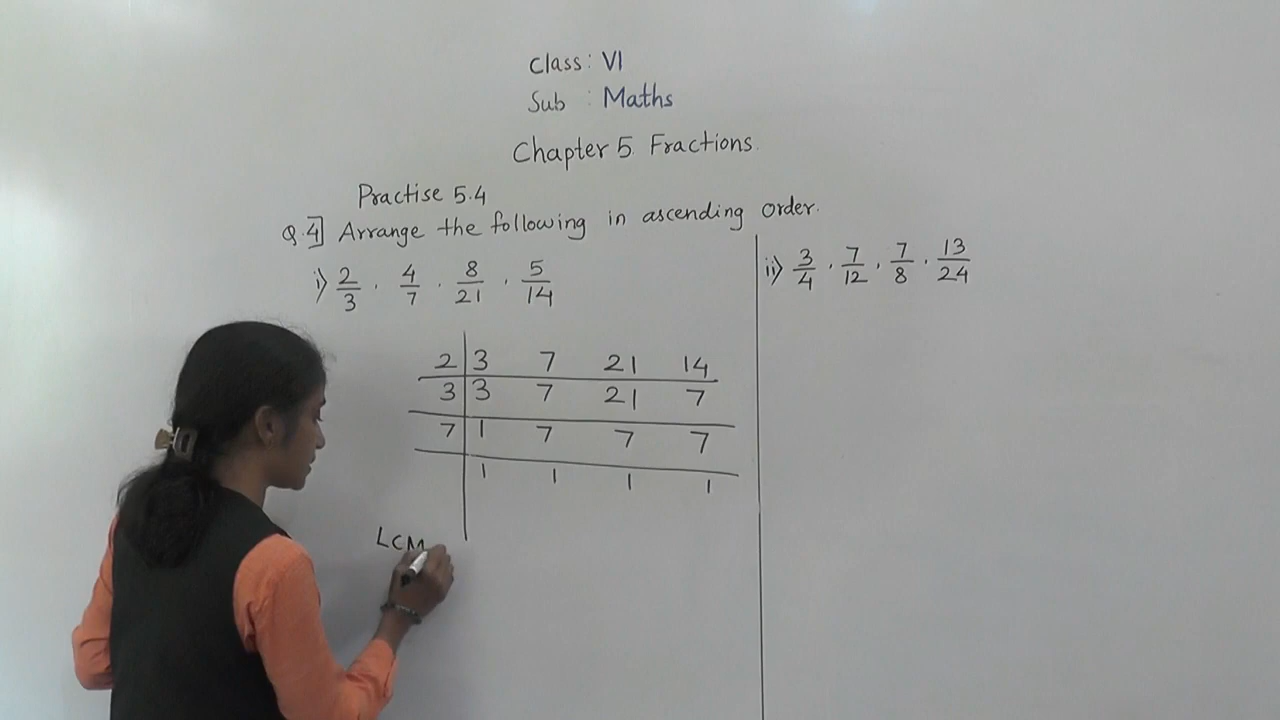 Class: VI
Sub : Maths
Chapter 5. Fractions.
Practise 5.4
Q.4] Arrange the following in ascending order.
i) 2/3 , 4/7 , 8/21 , 5/14
ii) 3/4 , 7/12 , 7/8 , 13/24
2 | 3 7 21 14
3 | 3 7 21 7
7 | 1 7 7 7
1 1 1 1
LCM